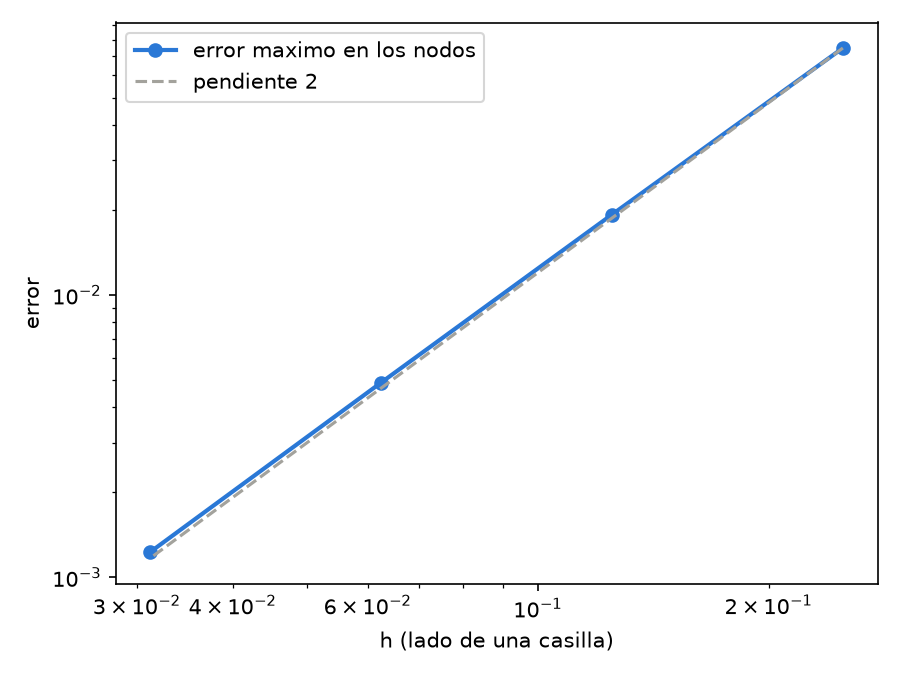 error maximo en los nodos
pendiente 2
error
10⁻²
10⁻³
3 × 10⁻² 4 × 10⁻² 6 × 10⁻² 10⁻¹ 2 × 10⁻¹
h (lado de una casilla)